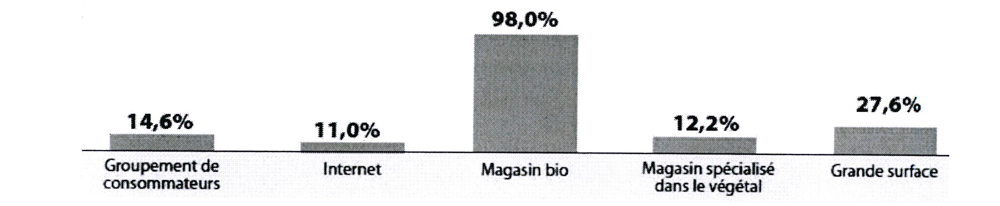 98,0%
27,6%
14,6%
12,2%
11,0%
Groupement de
consommateurs
Internet
Magasin bio
Magasin spécialisé
dans le végétal
Grande surface